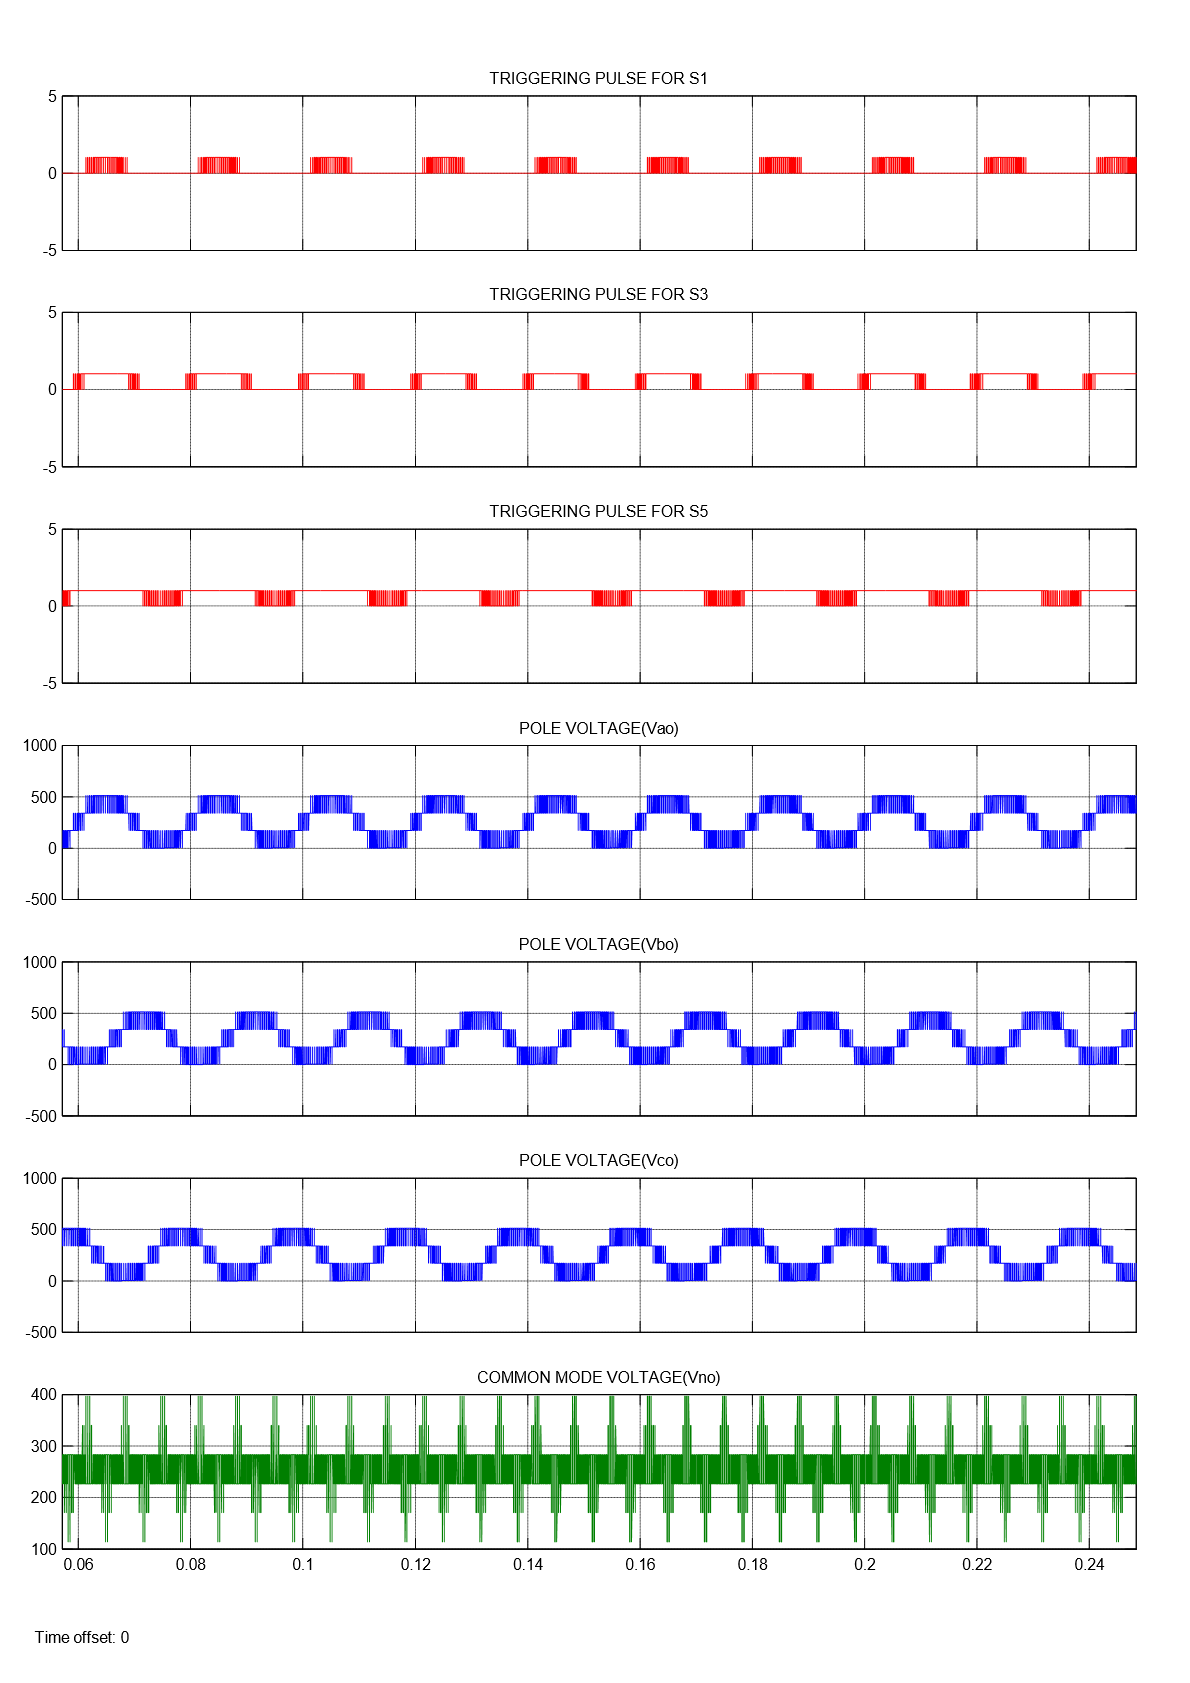 TRIGGERING PULSE FOR S1
5
0
-5
TRIGGERING PULSE FOR S3
5
0
-5
TRIGGERING PULSE FOR S5
5
0
-5
POLE VOLTAGE(Vao)
1000
500
0
-500
POLE VOLTAGE(Vbo)
1000
500
0
-500
POLE VOLTAGE(Vco)
1000
500
0
-500
COMMON MODE VOLTAGE(Vno)
400
300
200
100
0.06 0.08 0.1 0.12 0.14 0.16 0.18 0.2 0.22 0.24
Time offset: 0